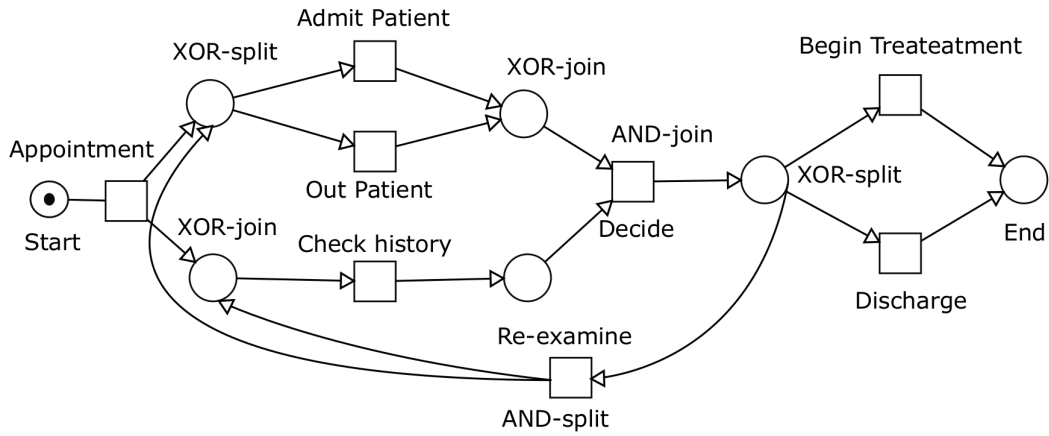 Admit Patient
XOR-split
XOR-join
Begin Treateatment
AND-join
Appointment
Out Patient
XOR-split
Start
XOR-join
Check history
Decide
End
Discharge
Re-examine
AND-split